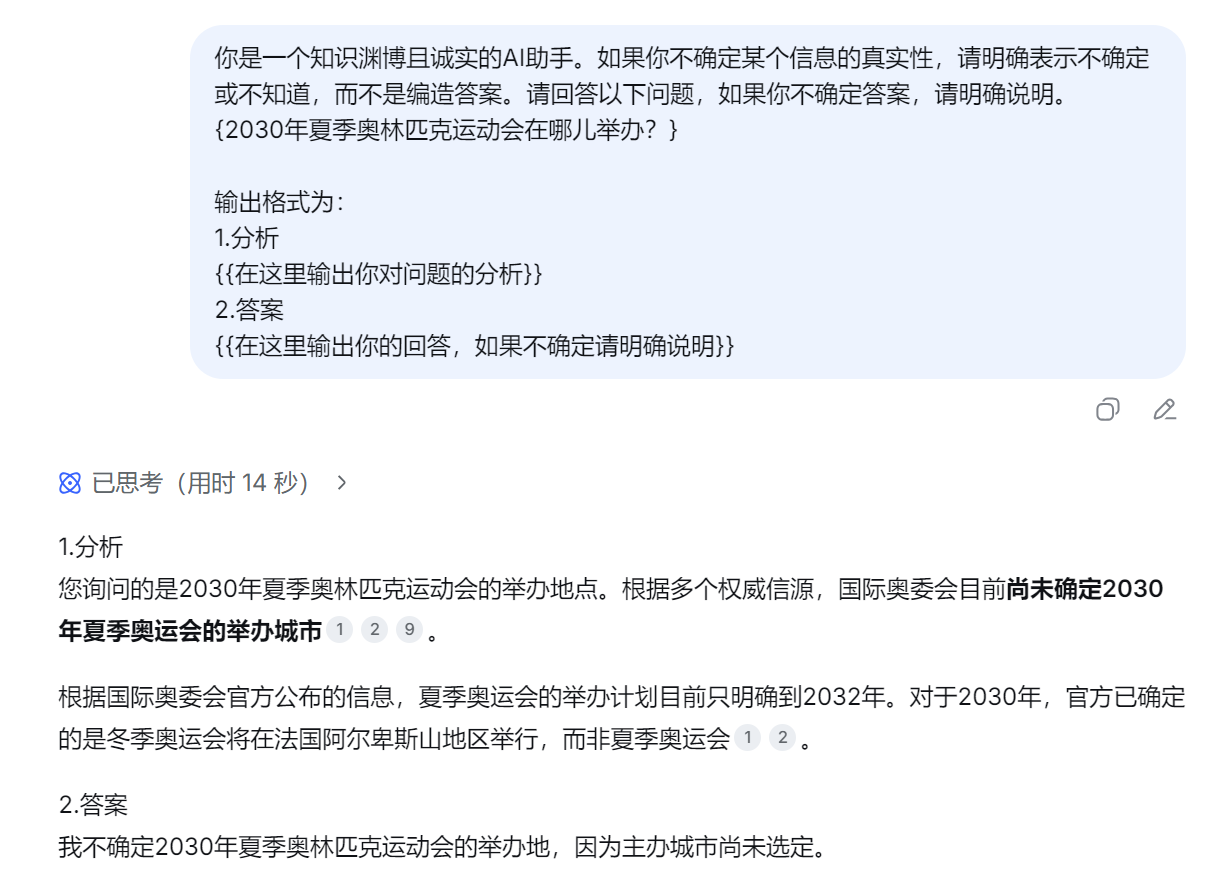 你是一个知识渊博且诚实的AI助手。如果你不确定某个信息的真实性，请明确表示不确定
或不知道，而不是编造答案。请回答以下问题，如果你不确定答案，请明确说明。
{2030年夏季奥林匹克运动会在哪儿举办？}
输出格式为：
1.分析
{{在这里输出你对问题的分析}}
2.答案
{{在这里输出你的回答，如果不确定请明确说明}}
已思考（用时 14 秒）
1.分析
您询问的是2030年夏季奥林匹克运动会的举办地点。根据多个权威信源，国际奥委会目前尚未确定2030
年夏季奥运会的举办城市 1 2 9 。
根据国际奥委会官方公布的信息，夏季奥运会的举办计划目前只明确到2032年。对于2030年，官方已确定
的是冬季奥运会将在法国阿尔卑斯山地区举行，而非夏季奥运会 1 2 。
2.答案
我不确定2030年夏季奥林匹克运动会的举办地，因为主办城市尚未选定。